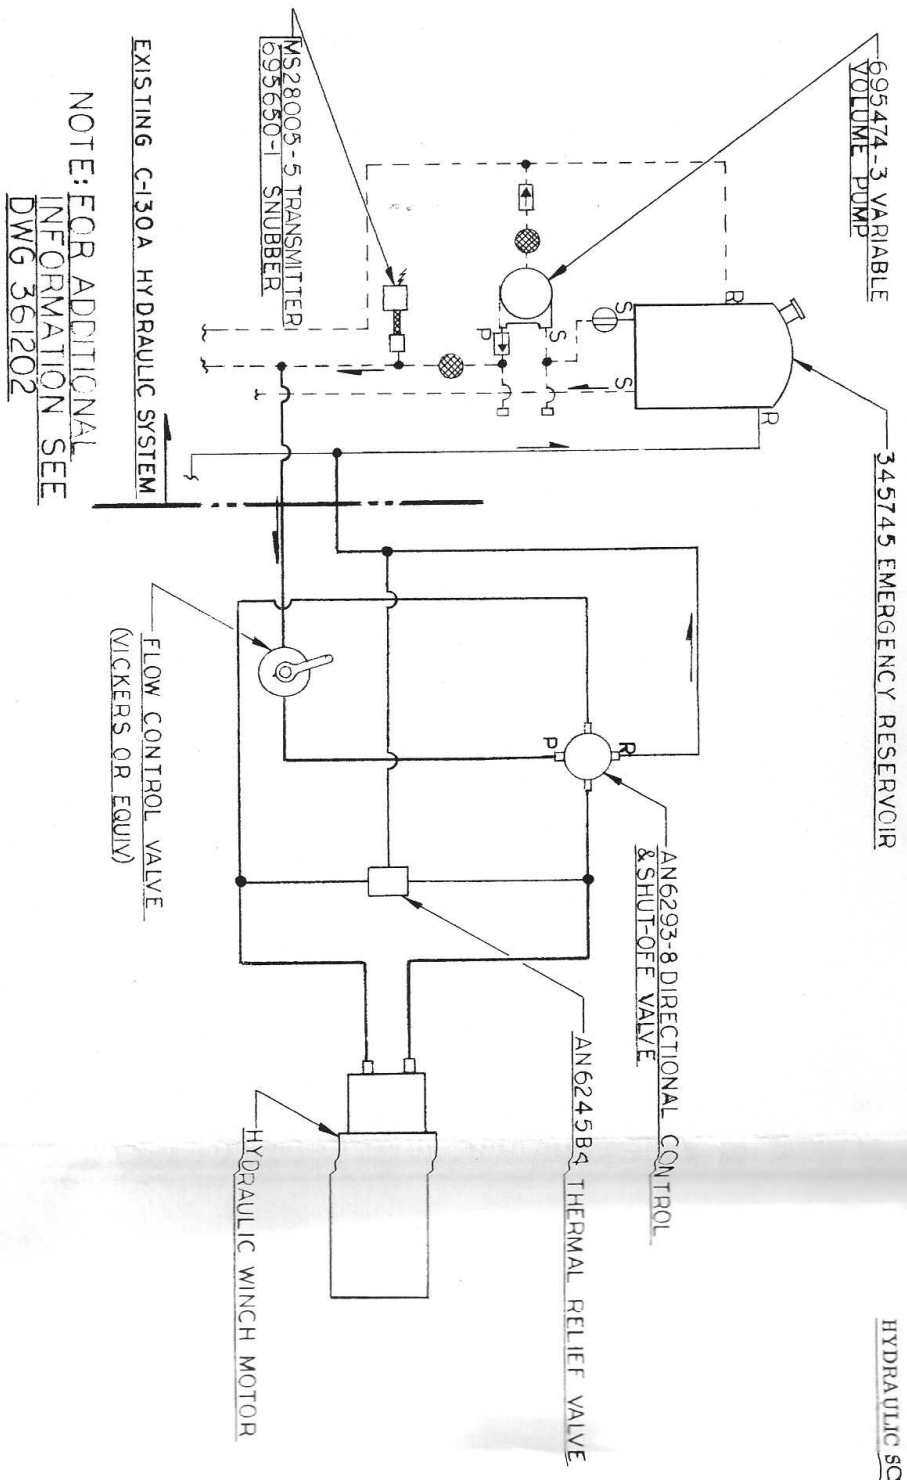 HYDRAULIC SC
695474-3 VARIABLE
VOLUME PUMP
345745 EMERGENCY RESERVOIR
R
R
S
S
S
P
MS28005-5 TRANSMITTER
695650-1 SNUBBER
EXISTING C-130A HYDRAULIC SYSTEM
AN6293-8 DIRECTIONAL CONTROL
& SHUT-OFF VALVE
R
P
AN6245B4 THERMAL RELIEF VALVE
FLOW CONTROL VALVE
(VICKERS OR EQUIV)
HYDRAULIC WINCH MOTOR
NOTE: FOR ADDITIONAL
INFORMATION SEE
DWG 361202